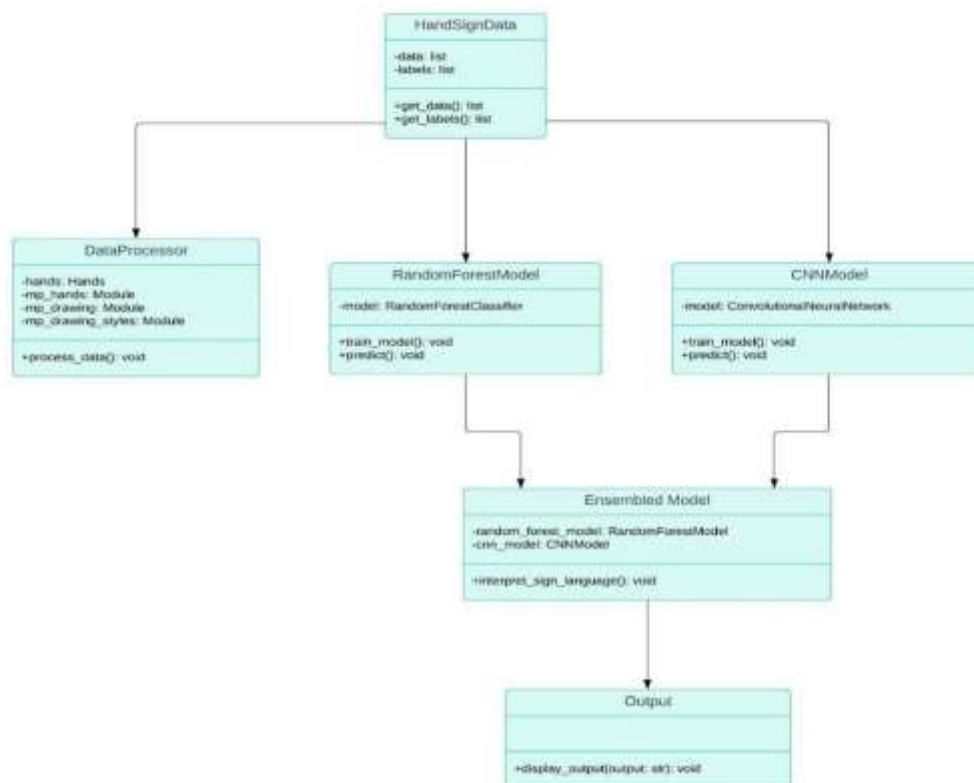 HandSignData
-data: list
-labels: list
+get_data(): list
+get_labels(): list
DataProcessor
-hands: Hands
-mp_hands: Module
-mp_drawing: Module
-mp_drawing_styles: Module
+process_data(): void
RandomForestModel
-model: RandomForestClassifier
+train_model(): void
+predict(): void
CNNModel
-model: ConvolutionalNeuralNetwork
+train_model(): void
+predict(): void
Ensembled Model
-random_forest_model: RandomForestModel
-cnn_model: CNNModel
+interpret_sign_language(): void
Output
+display_output(output: str): void